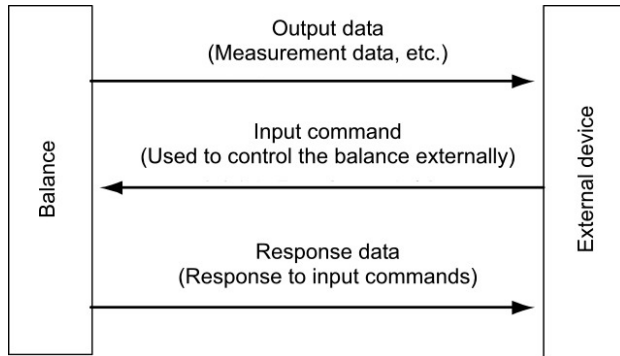 Output data
(Measurement data, etc.)
Input command
(Used to control the balance externally)
Response data
(Response to input commands)
Balance
External device